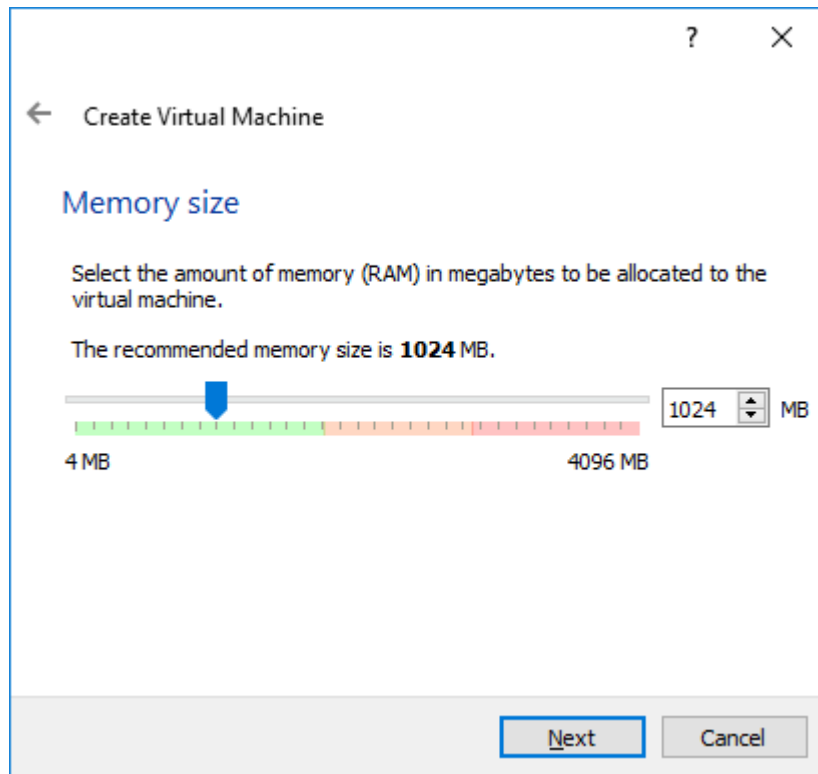 ?
Create Virtual Machine
Memory size
Select the amount of memory (RAM) in megabytes to be allocated to the
virtual machine.
The recommended memory size is 1024 MB.
1024 MB
4 MB 4096 MB
Next Cancel